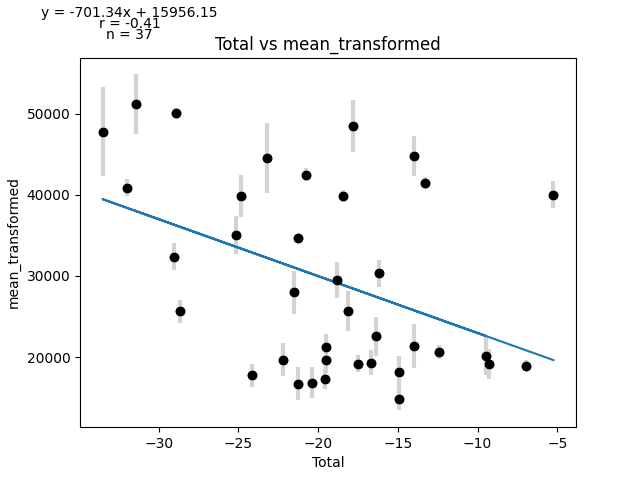 y = -701.34x + 15956.15
r = -0.41
n = 37
Total vs mean_transformed
50000
40000
30000
20000
mean_transformed
−30
−25
−20
−15
−10
−5
Total